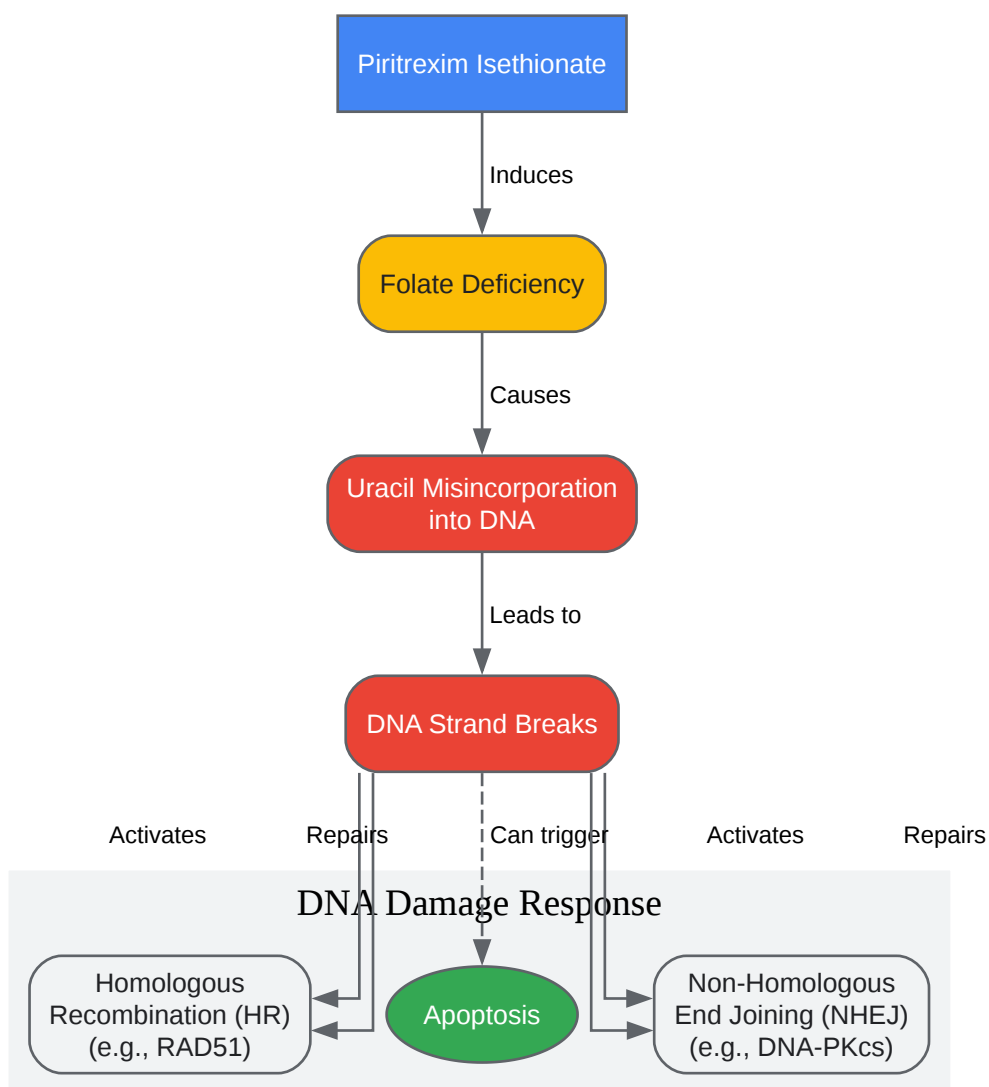 Piritrexim Isethionate
Induces
Folate Deficiency
Causes
Uracil Misincorporation
into DNA
Leads to
DNA Strand Breaks
Activates
Repairs
Can trigger
Activates
Repairs
DNA Damage Response
Homologous
Recombination (HR)
(e.g., RAD51)
Apoptosis
Non-Homologous
End Joining (NHEJ)
(e.g., DNA-PKcs)